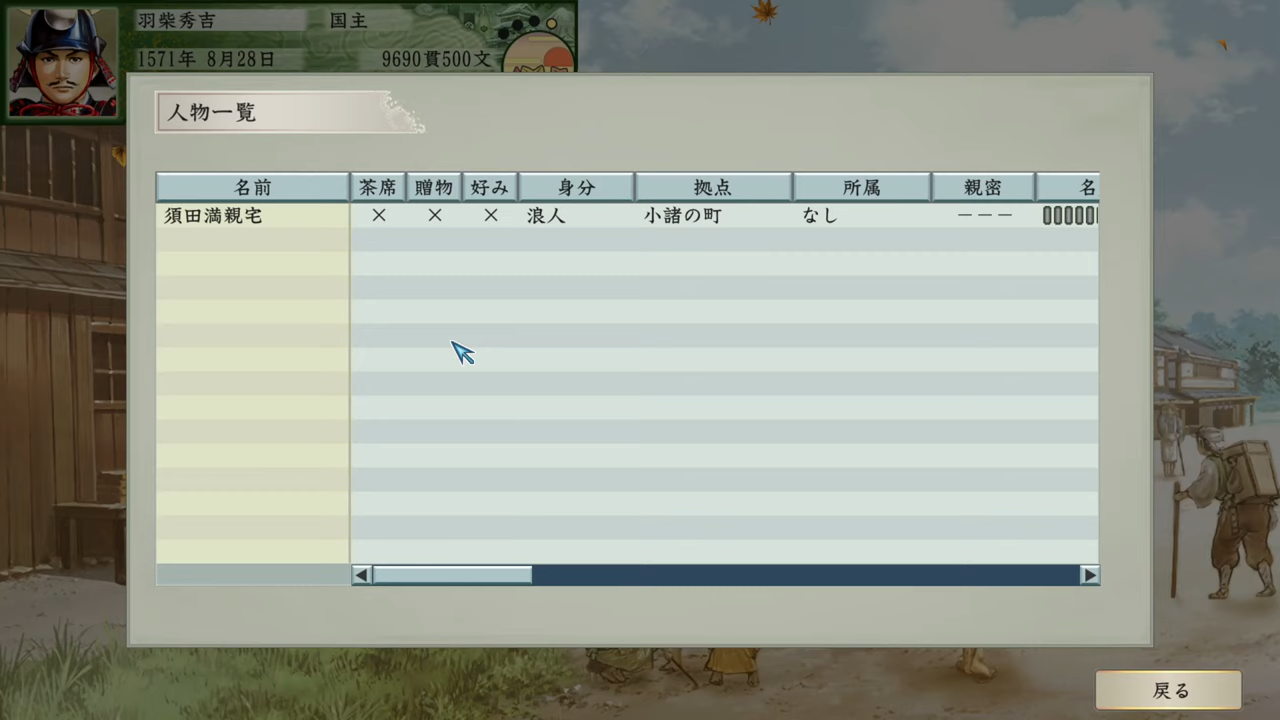 羽柴秀吉 国主
1571年 8月28日 9690貫500文
人物一覧
名前 茶席 贈物 好み 身分 拠点 所属 親密 名
須田満親宅 × × × 浪人 小諸の町 なし ーーー
戻る